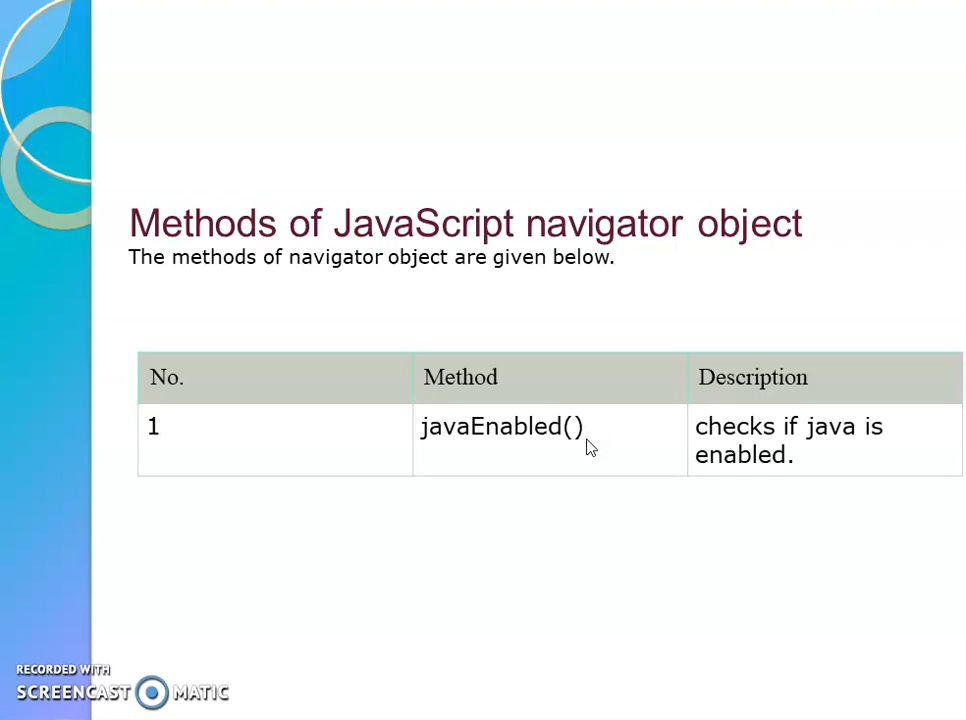 Methods of JavaScript navigator object
The methods of navigator object are given below.
No. Method Description
1 javaEnabled() checks if java is
enabled.
RECORDED WITH
SCREENCAST MATIC